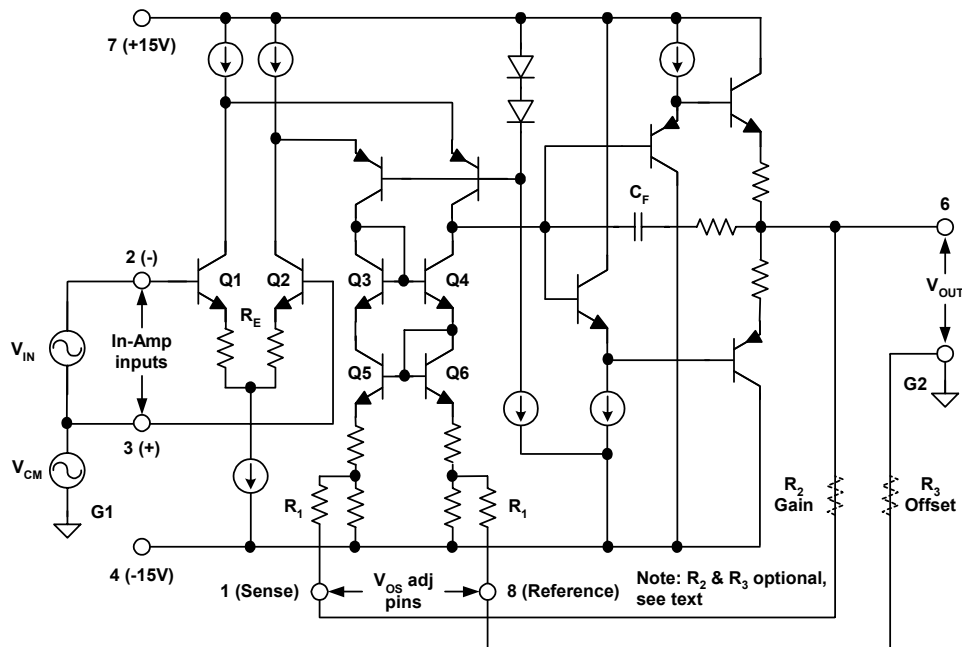 7 (+15V)
C_F
6
2 (-)
Q1
Q2
Q3
Q4
V_OUT
R_E
V_IN
In-Amp
inputs
Q5
Q6
G2
3 (+)
V_CM
R_2
Gain
R_3
Offset
G1
R_1
R_1
4 (-15V)
1 (Sense)
V_OS adj
pins
8 (Reference)
Note: R_2 & R_3 optional,
see text